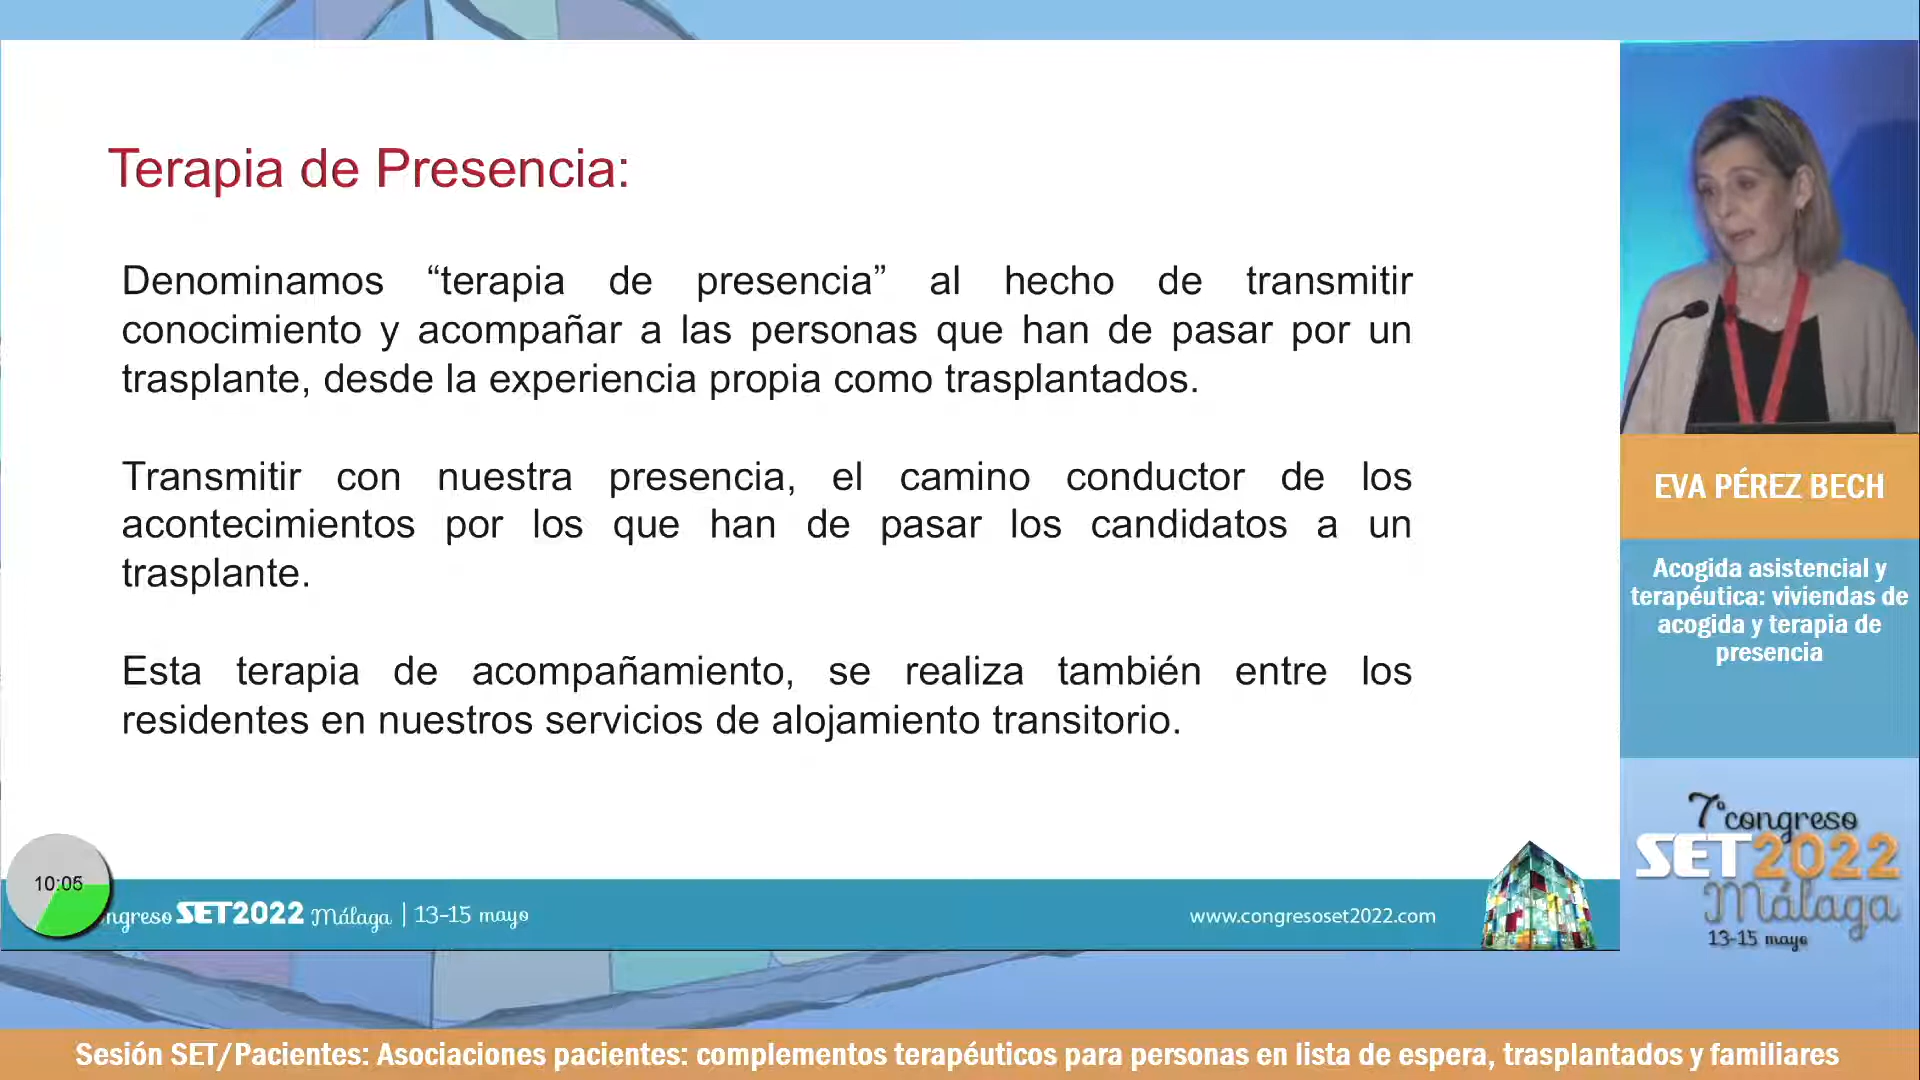 Terapia de Presencia:
Denominamos “terapia de presencia” al hecho de transmitir
conocimiento y acompañar a las personas que han de pasar por un
trasplante, desde la experiencia propia como trasplantados.
Transmitir con nuestra presencia, el camino conductor de los
acontecimientos por los que han de pasar los candidatos a un
trasplante.
Esta terapia de acompañamiento, se realiza también entre los
residentes en nuestros servicios de alojamiento transitorio.
10:05
ngreso SET2022 Málaga | 13-15 mayo
www.congresoset2022.com
EVA PÉREZ BECH
Acogida asistencial y
terapéutica: viviendas de
acogida y terapia de
presencia
7º congreso
SET2022
Málaga
13-15 mayo
Sesión SET/Pacientes: Asociaciones pacientes: complementos terapéuticos para personas en lista de espera, trasplantados y familiares